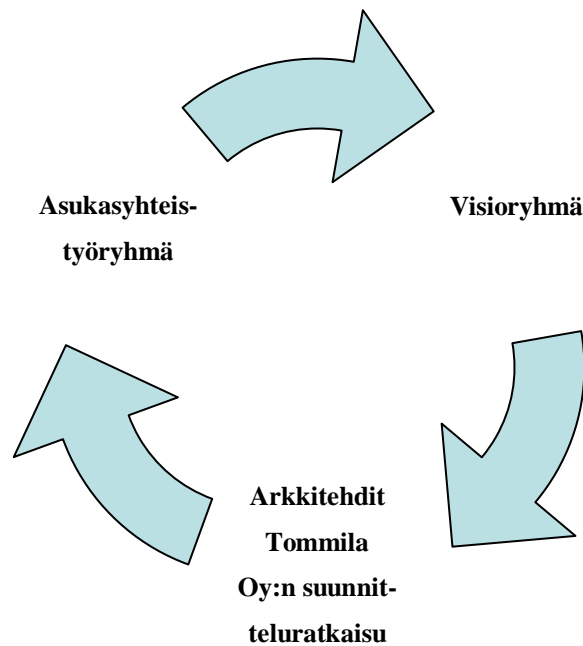 Asukasyhteis-
työryhmä
Visioryhmä
Arkkitehdit
Tommila
Oy:n suunnit-
teluratkaisu